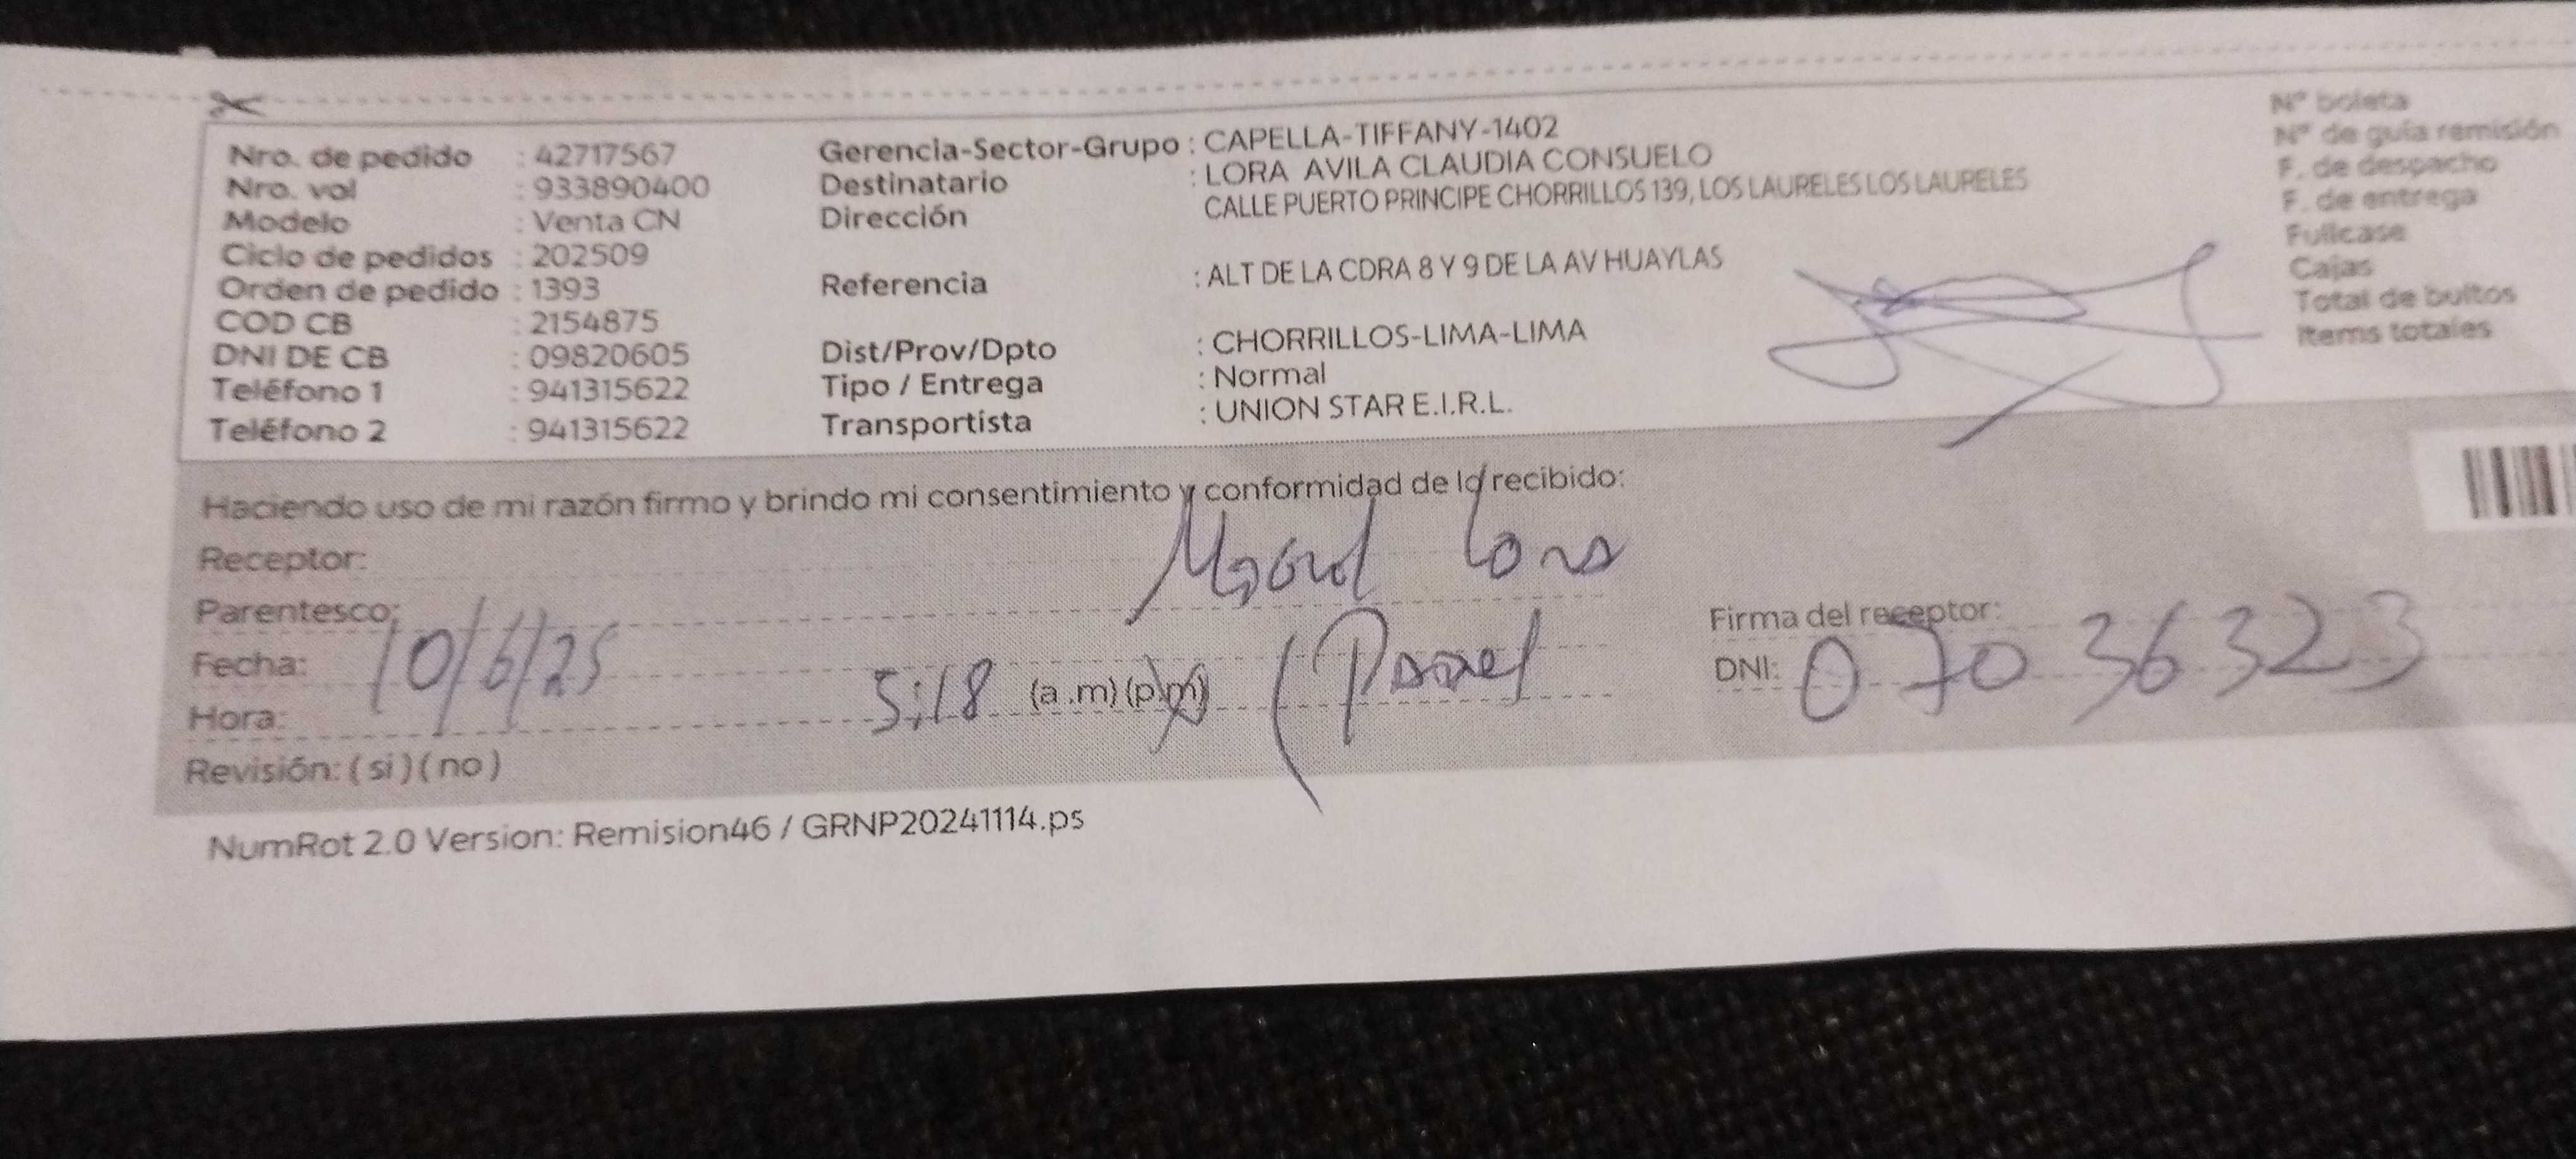 Nro. de pedido : 42717567
Nro. vol : 933890400
Modelo : Venta CN
Ciclo de pedidos : 202509
Orden de pedido : 1393
COD CB : 2154875
DNI DE CB : 09820605
Teléfono 1 : 941315622
Teléfono 2 : 941315622
Gerencia-Sector-Grupo : CAPELLA-TIFFANY-1402
Destinatario : LORA AVILA CLAUDIA CONSUELO
Dirección CALLE PUERTO PRINCIPE CHORRILLOS 139, LOS LAURELES LOS LAURELES
Referencia : ALT DE LA CDRA 8 Y 9 DE LA AV HUAYLAS
Dist/Prov/Dpto : CHORRILLOS-LIMA-LIMA
Tipo / Entrega : Normal
Transportista : UNION STAR E.I.R.L.
N° boleta
N° de guia remisión
F. de despacho
F. de entrega
Fullcase
Cajas
Total de bultos
Items totales
Haciendo uso de mi razón firmo y brindo mi consentimiento y conformidad de lo recibido:
Receptor:
Parentesco:
Fecha: 10/6/25
Hora: 5:18 (a .m) (p.m)
Revisión: ( si ) ( no )
Firma del receptor:
DNI: 07036323
NumRot 2.0 Version: Remision46 / GRNP20241114.ps